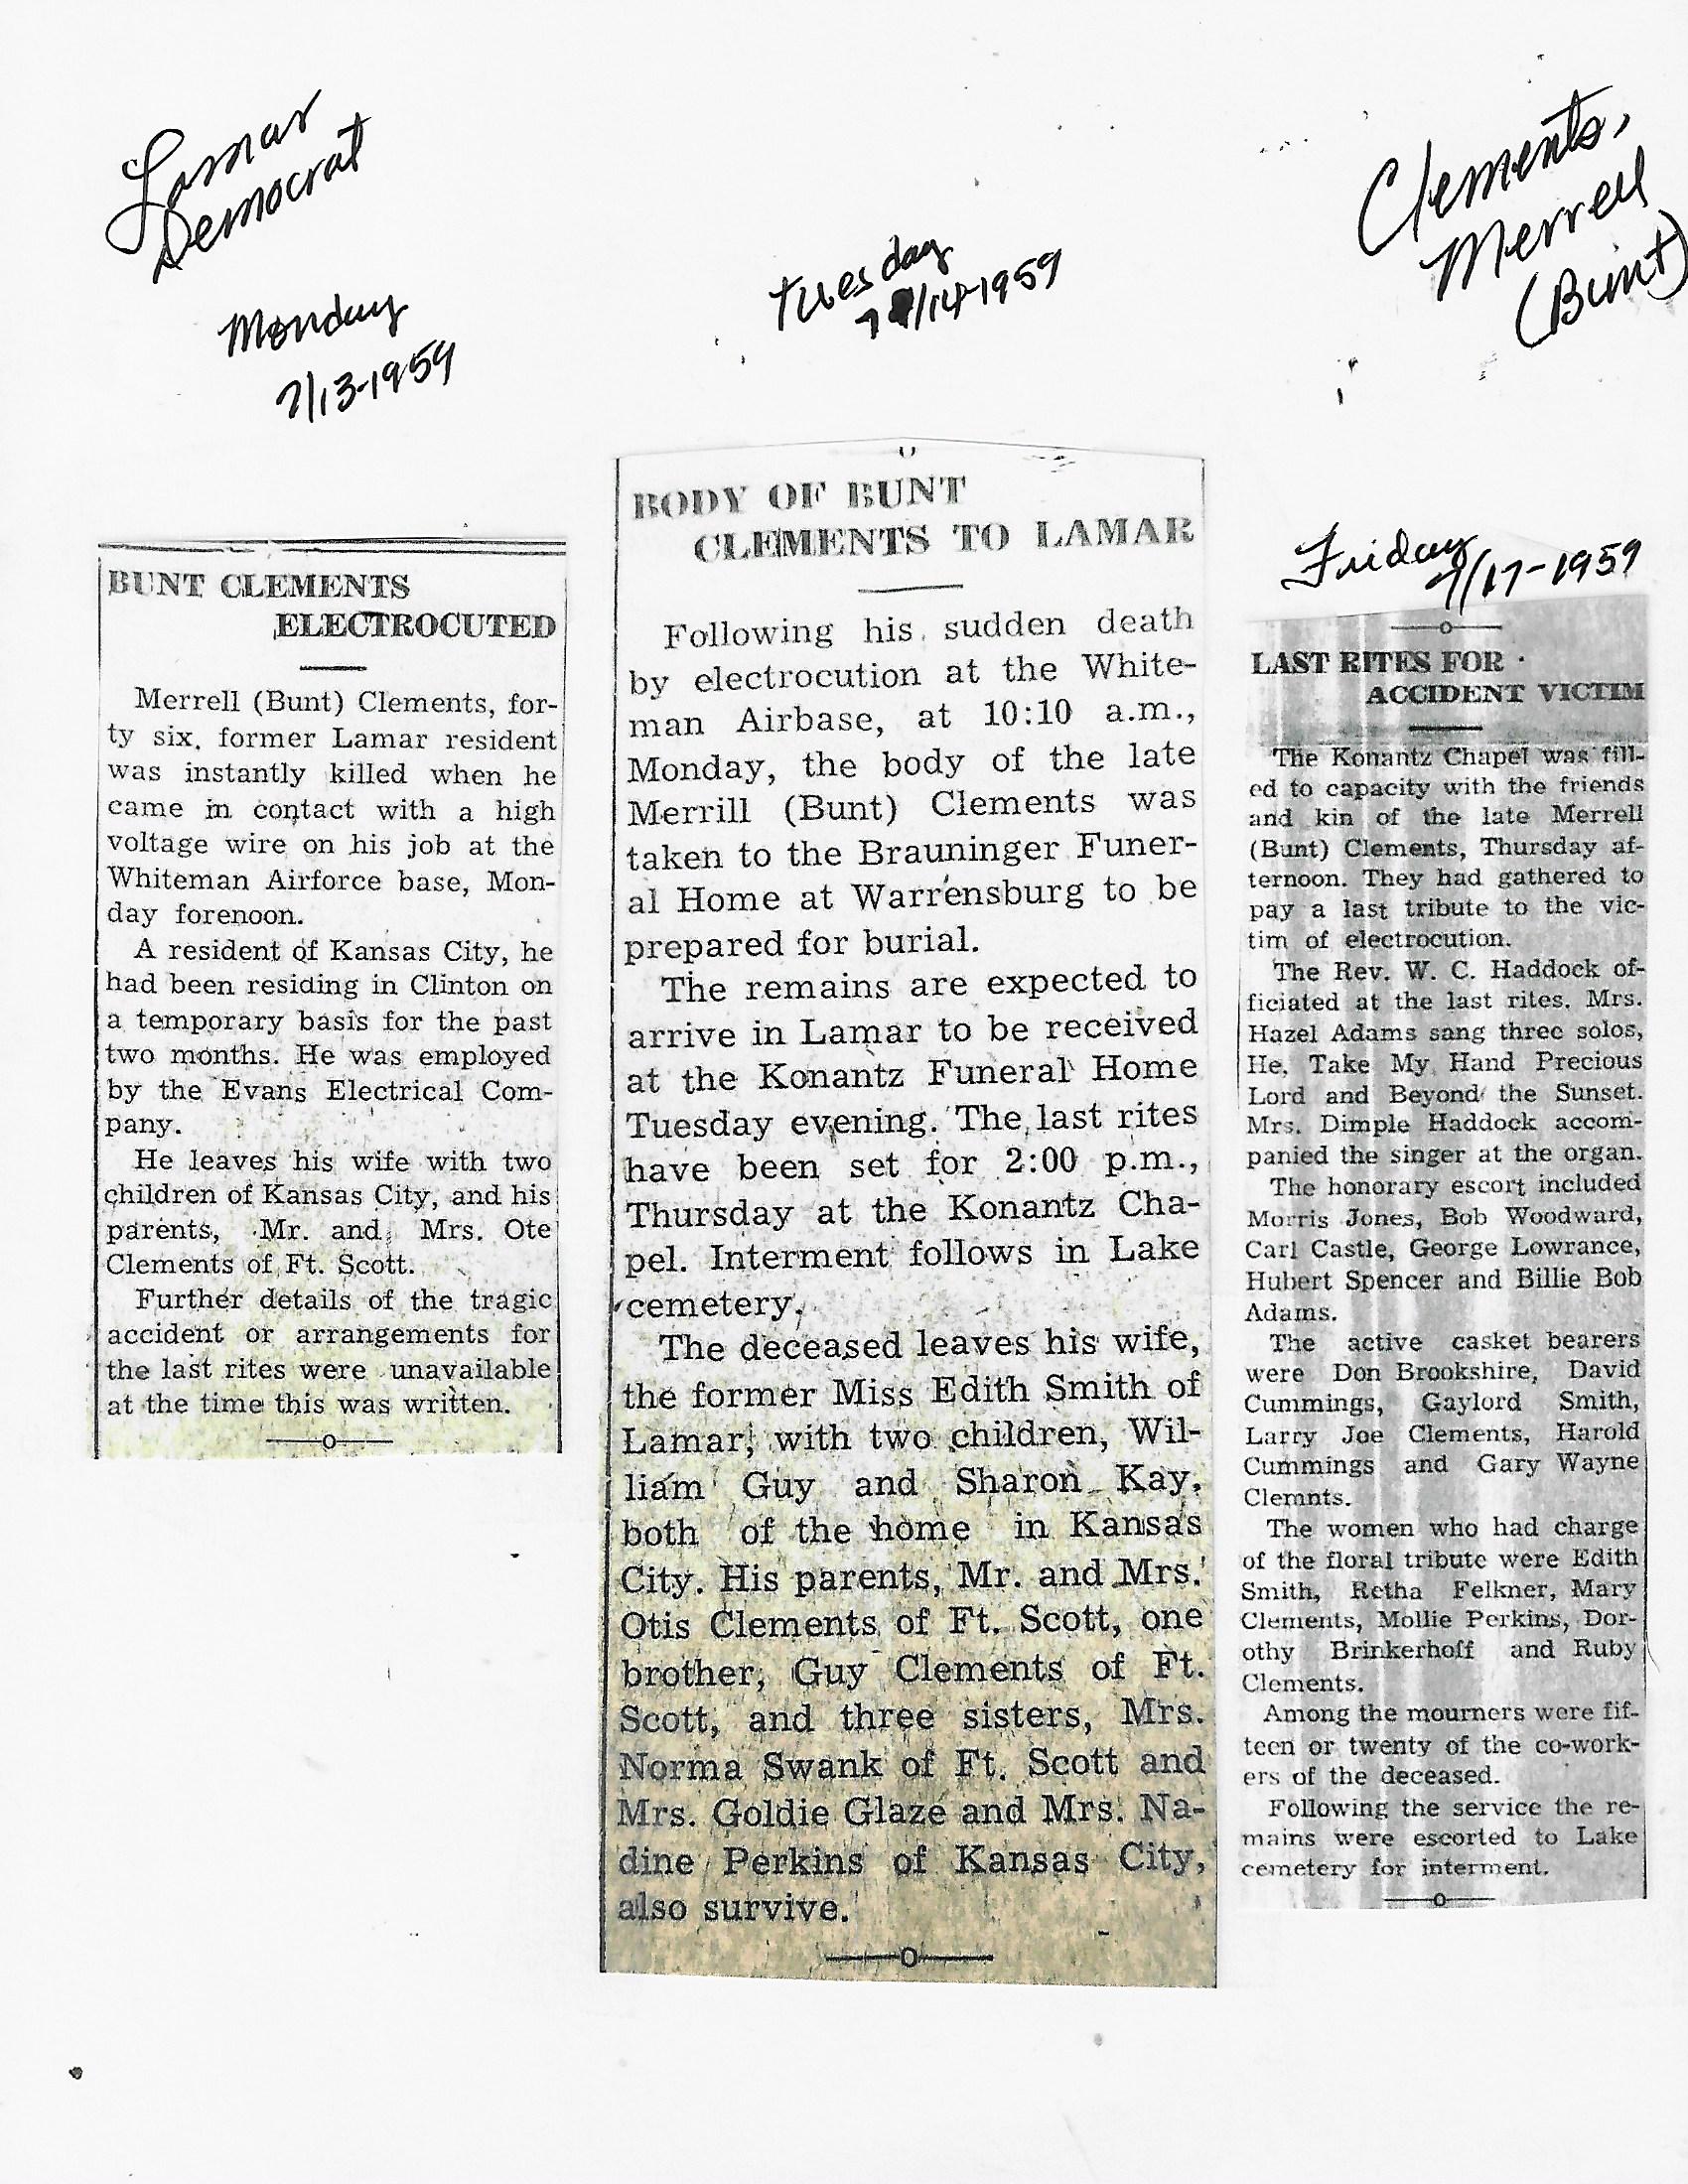 Lamar
Democrat
Monday
7/13-1959
Tuesday
7/14-1959
Clements,
Merrell
(Bunt)
BUNT CLEMENTS
ELECTROCUTED
Merrell (Bunt) Clements, for-
ty six, former Lamar resident
was instantly killed when he
came in contact with a high
voltage wire on his job at the
Whiteman Airforce base, Mon-
day forenoon.
A resident of Kansas City, he
had been residing in Clinton on
a temporary basis for the past
two months. He was employed
by the Evans Electrical Com-
pany.
He leaves his wife with two
children of Kansas City, and his
parents, Mr. and Mrs. Ote
Clements of Ft. Scott.
Further details of the tragic
accident or arrangements for
the last rites were unavailable
at the time this was written.
BODY OF BUNT
CLEMENTS TO LAMAR
Following his sudden death
by electrocution at the White-
man Airbase, at 10:10 a.m.,
Monday, the body of the late
Merrill (Bunt) Clements was
taken to the Brauninger Funer-
al Home at Warrensburg to be
prepared for burial.
The remains are expected to
arrive in Lamar to be received
at the Konantz Funeral Home
Tuesday evening. The last rites
have been set for 2:00 p.m.,
Thursday at the Konantz Cha-
pel. Interment follows in Lake
cemetery.
The deceased leaves his wife,
the former Miss Edith Smith of
Lamar, with two children, Wil-
liam Guy and Sharon Kay,
both of the home in Kansas
City. His parents, Mr. and Mrs.
Otis Clements of Ft. Scott, one
brother, Guy Clements of Ft.
Scott, and three sisters, Mrs.
Norma Swank of Ft. Scott and
Mrs. Goldie Glaze and Mrs. Na-
dine Perkins of Kansas City,
also survive.
Friday
7/17-1959
LAST RITES FOR
ACCIDENT VICTIM
The Konantz Chapel was fill-
ed to capacity with the friends
and kin of the late Merrell
(Bunt) Clements, Thursday af-
ternoon. They had gathered to
pay a last tribute to the vic-
tim of electrocution.
The Rev. W. C. Haddock of-
ficiated at the last rites. Mrs.
Hazel Adams sang three solos,
He, Take My Hand Precious
Lord and Beyond the Sunset.
Mrs. Dimple Haddock accom-
panied the singer at the organ.
The honorary escort included
Morris Jones, Bob Woodward,
Carl Castle, George Lowrance,
Hubert Spencer and Billie Bob
Adams.
The active casket bearers
were Don Brookshire, David
Cummings, Gaylord Smith,
Larry Joe Clements, Harold
Cummings and Gary Wayne
Clemnts.
The women who had charge
of the floral tribute were Edith
Smith, Retha Felkner, Mary
Clements, Mollie Perkins, Dor-
othy Brinkerhoff and Ruby
Clements.
Among the mourners were fif-
teen or twenty of the co-work-
ers of the deceased.
Following the service the re-
mains were escorted to Lake
cemetery for interment.